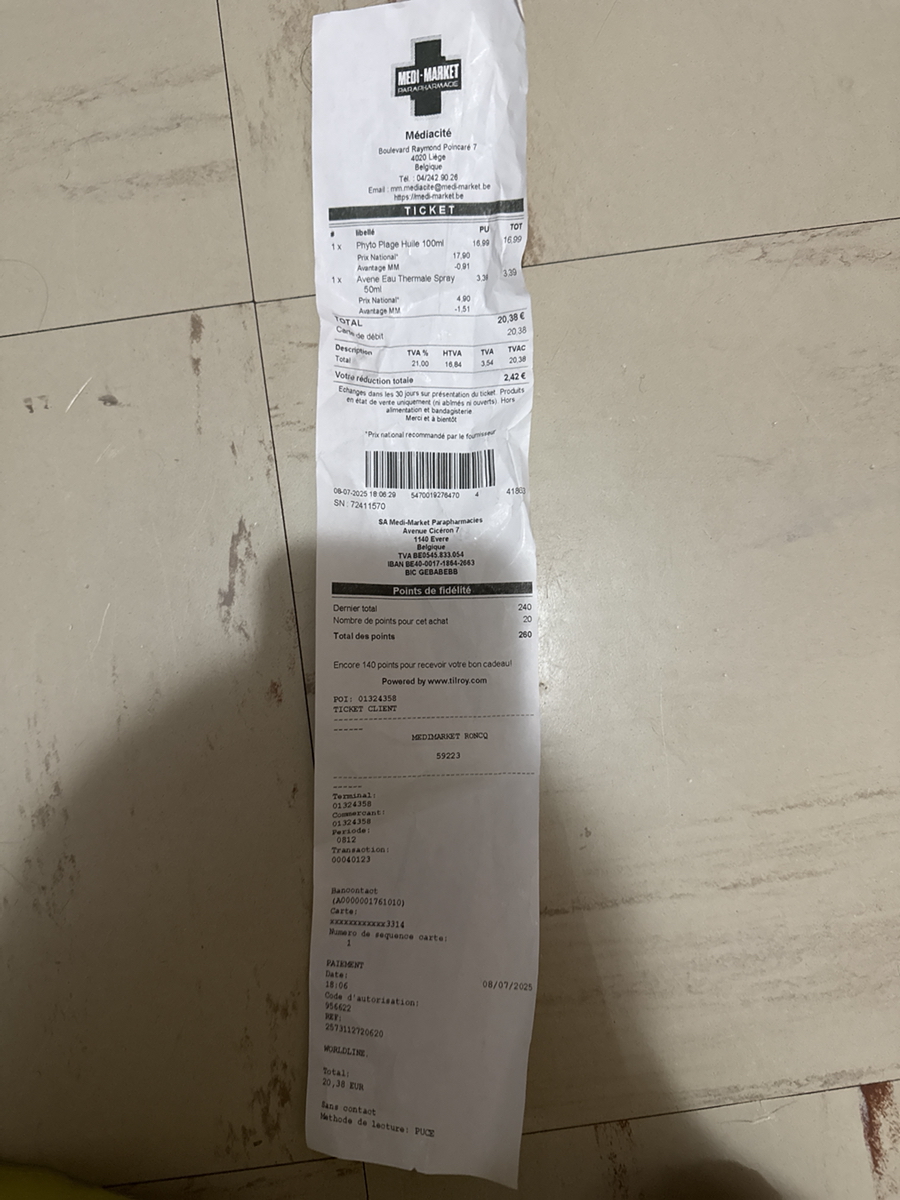 MEDI-MARKET
PARAPHARMACIE
Médiacité
Boulevard Raymond Poincaré 7
4020 Liège
Belgique
Tél. : 04/242.90.26
Email : mm.mediacite@medi-market.be
https://medi-market.be
TICKET
# libellé PU TOT
1 x Phyto Plage Huile 100ml 16,99 16,99
Prix National* 17,90
Avantage MM -0,91
1 x Avene Eau Thermale Spray 3,39 3,39
50ml
Prix National* 4,90
Avantage MM -1,51
TOTAL 20,38 €
Carte de débit 20,38
Description TVA % HTVA TVA TVAC
Total 21,00 16,84 3,54 20,38
Votre réduction totale 2,42 €
Echanges dans les 30 jours sur présentation du ticket. Produits
en état de vente uniquement (ni abîmés ni ouverts). Hors
alimentation et bandagisterie
Merci et à bientôt
*Prix national recommandé par le fournisseur
08-07-2025 18:06:29 5470019276470 4 41863
SN : 72411570
SA Medi-Market Parapharmacies
Avenue Cicéron 7
1140 Evere
Belgique
TVA BE0545.833.054
IBAN BE40-0017-1864-2663
BIC GEBABEBB
Points de fidélité
Dernier total 240
Nombre de points pour cet achat 20
Total des points 260
Encore 140 points pour recevoir votre bon cadeau!
Powered by www.tilroy.com
POI: 01324358
TICKET CLIENT
MEDIMARKET RONCQ
59223
Terminal:
01324358
Commercant:
01324358
Periode:
0812
Transaction:
00040123
Bancontact
(A0000001761010)
Carte:
xxxxxxxxxxxx3314
Numero de sequence carte:
1
PAIEMENT
Date:
18:06 08/07/2025
Code d'autorisation:
956622
REF:
2573112720620
WORLDLINE.
Total:
20,38 EUR
Sans contact
Methode de lecture: PUCE